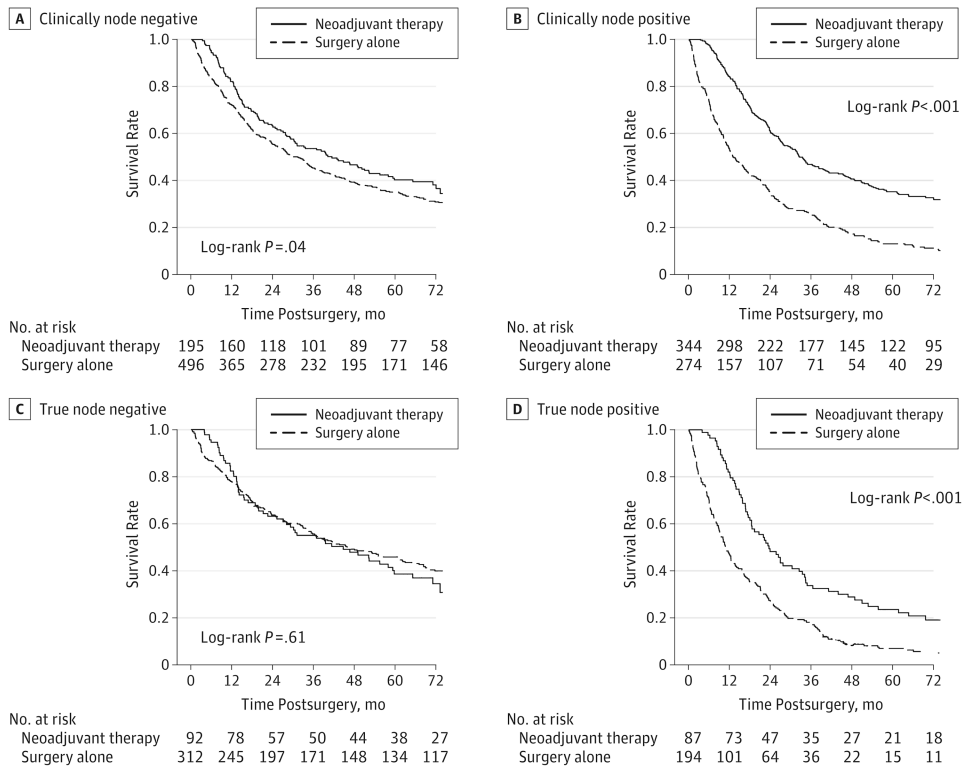 A Clinically node negative
Neoadjuvant therapy
Surgery alone
1.0
0.8
0.6
0.4
0.2
0
Survival Rate
Log-rank P=.04
0 12 24 36 48 60 72
Time Postsurgery, mo
No. at risk
Neoadjuvant therapy 195 160 118 101 89 77 58
Surgery alone 496 365 278 232 195 171 146
B Clinically node positive
Neoadjuvant therapy
Surgery alone
1.0
0.8
0.6
0.4
0.2
0
Survival Rate
Log-rank P<.001
0 12 24 36 48 60 72
Time Postsurgery, mo
No. at risk
Neoadjuvant therapy 344 298 222 177 145 122 95
Surgery alone 274 157 107 71 54 40 29
C True node negative
Neoadjuvant therapy
Surgery alone
1.0
0.8
0.6
0.4
0.2
0
Survival Rate
Log-rank P=.61
0 12 24 36 48 60 72
Time Postsurgery, mo
No. at risk
Neoadjuvant therapy 92 78 57 50 44 38 27
Surgery alone 312 245 197 171 148 134 117
D True node positive
Neoadjuvant therapy
Surgery alone
1.0
0.8
0.6
0.4
0.2
0
Survival Rate
Log-rank P<.001
0 12 24 36 48 60 72
Time Postsurgery, mo
No. at risk
Neoadjuvant therapy 87 73 47 35 27 21 18
Surgery alone 194 101 64 36 22 15 11